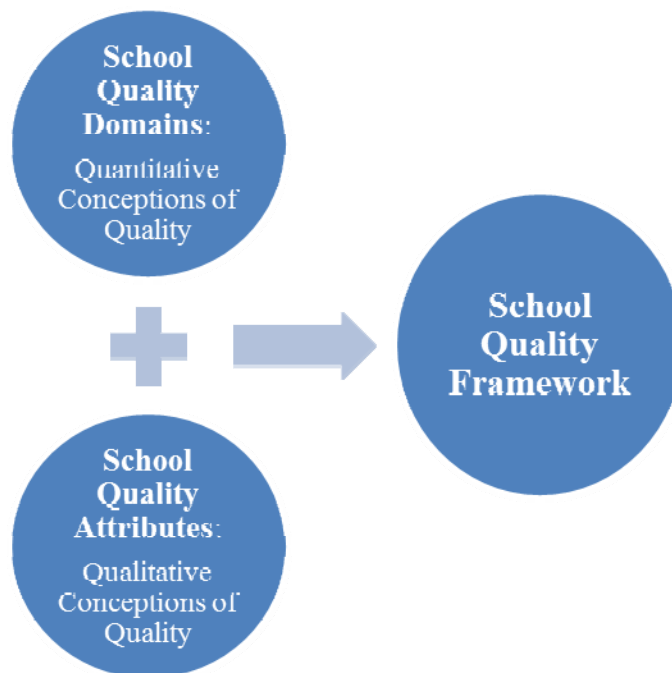 School
Quality
Domains:
Quantitative
Conceptions of
Quality
School
Quality
Attributes:
Qualitative
Conceptions of
Quality
School
Quality
Framework